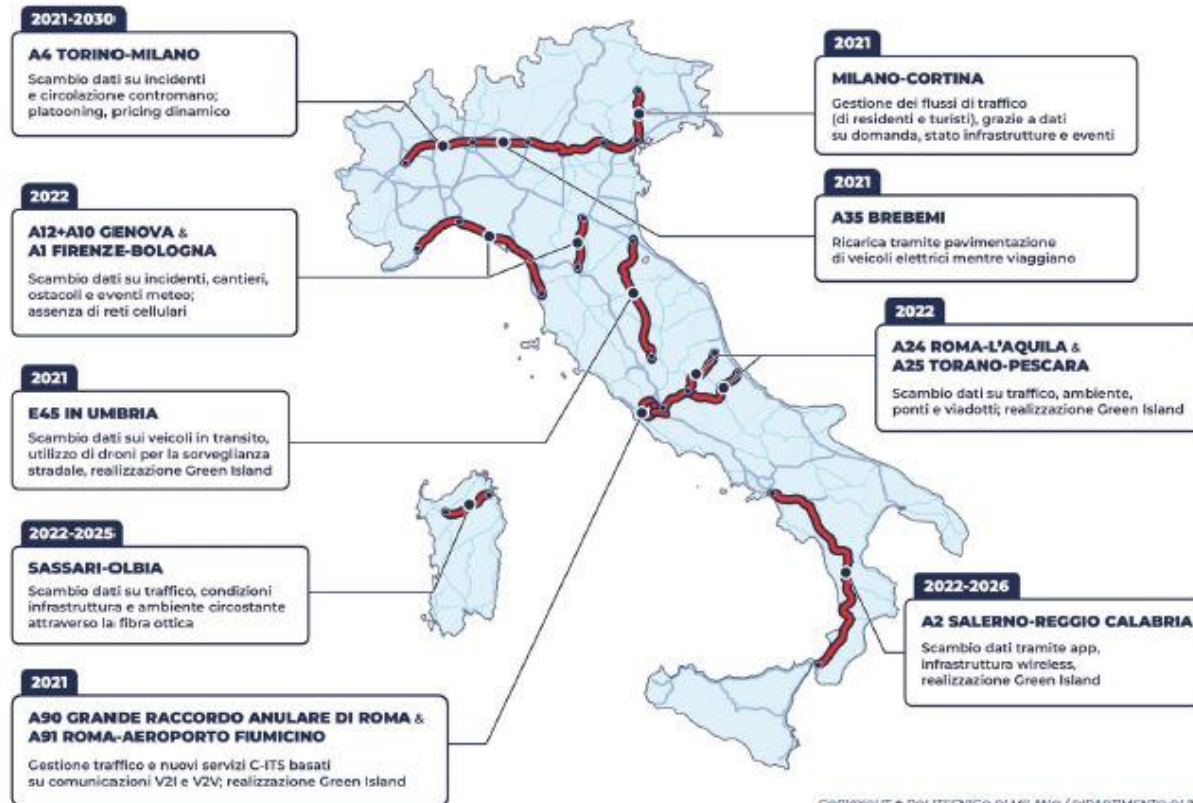 2021-2030
A4 TORINO-MILANO
Scambio dati su incidenti
e circolazione contromano;
platooning, pricing dinamico
2022
A12+A10 GENOVA &
A1 FIRENZE-BOLOGNA
Scambio dati su incidenti, cantieri,
ostacoli e eventi meteo;
assenza di reti cellulari
2021
E45 IN UMBRIA
Scambio dati sui veicoli in transito,
utilizzo di droni per la sorveglianza
stradale, realizzazione Green Island
2022-2025
SASSARI-OLBIA
Scambio dati su traffico, condizioni
infrastruttura e ambiente circostante
attraverso la fibra ottica
2021
A90 GRANDE RACCORDO ANULARE DI ROMA &
A91 ROMA-AEROPORTO FIUMICINO
Gestione traffico e nuovi servizi C-ITS basati
su comunicazioni V2I e V2V; realizzazione Green Island
2021
MILANO-CORTINA
Gestione dei flussi di traffico
(di residenti e turisti), grazie a dati
su domanda, stato infrastrutture e eventi
2021
A35 BREBEMI
Ricarica tramite pavimentazione
di veicoli elettrici mentre viaggiano
2022
A24 ROMA-L'AQUILA &
A25 TORANO-PESCARA
Scambio dati su traffico, ambiente,
ponti e viadotti; realizzazione Green Island
2022-2026
A2 SALERNO-REGGIO CALABRIA
Scambio dati tramite app,
infrastruttura wireless,
realizzazione Green Island
COPYRIGHT © POLITECNICO DI MILANO / DIPARTIMENTO DI